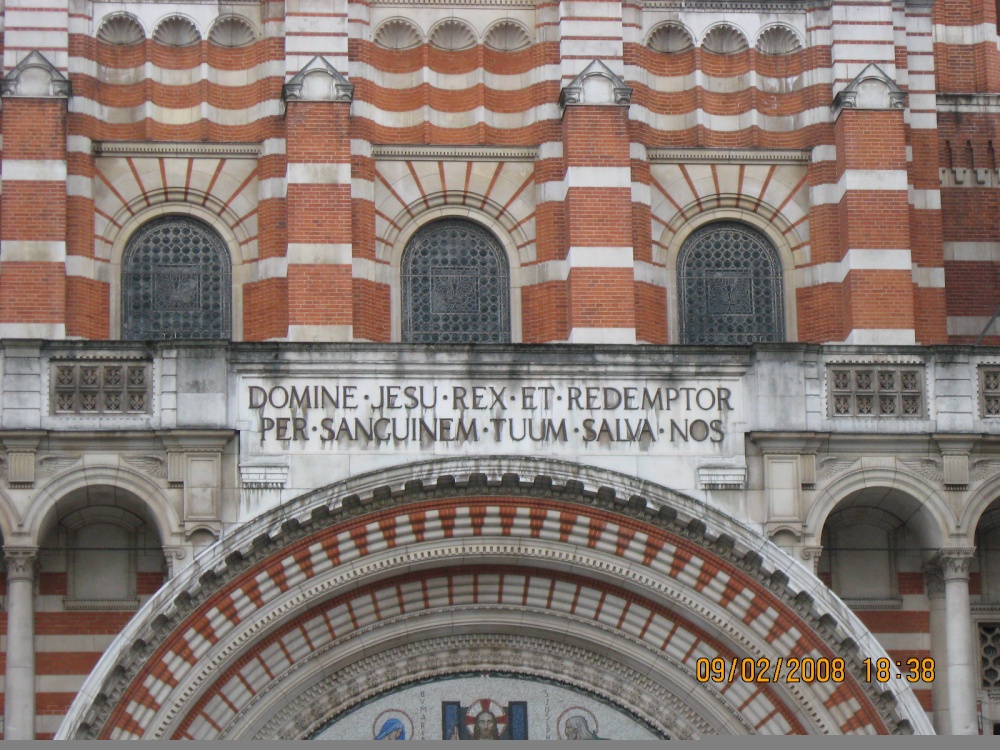 DOMINE·JESU·REX·ET·REDEMPTOR
PER·SANGUINEM·TUUM·SALVA·NOS
09/02/2008 18:38